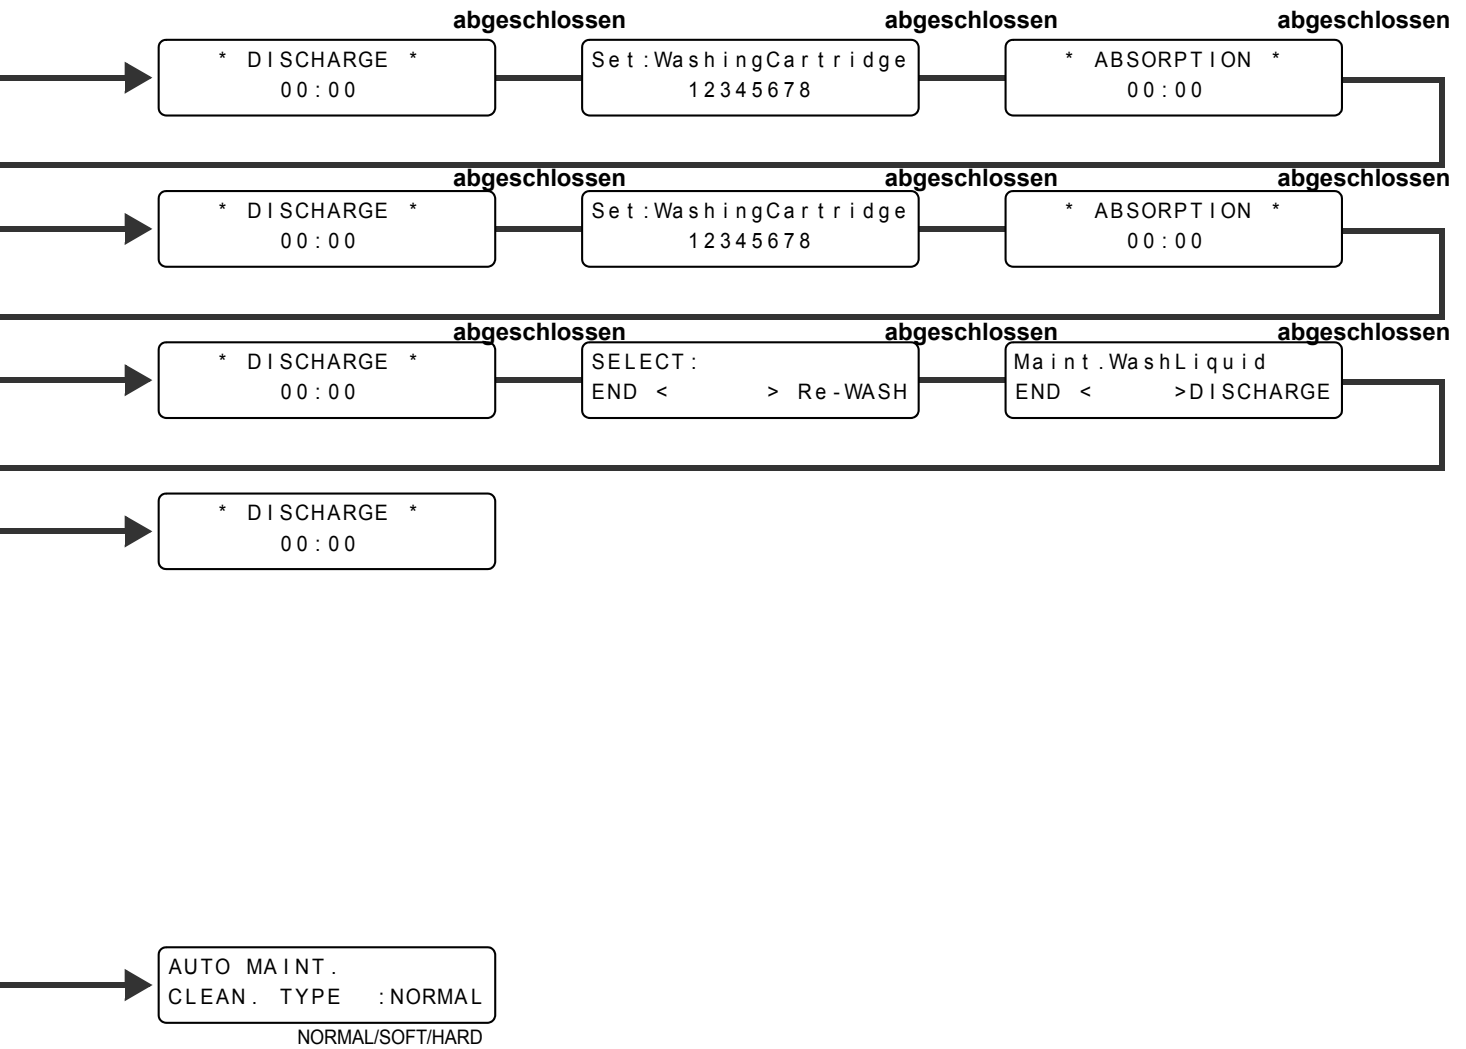 abgeschlossen abgeschlossen abgeschlossen
* DISCHARGE * Set:WashingCartridge * ABSORPTION *
00:00 12345678 00:00
abgeschlossen abgeschlossen abgeschlossen
* DISCHARGE * Set:WashingCartridge * ABSORPTION *
00:00 12345678 00:00
abgeschlossen abgeschlossen abgeschlossen
* DISCHARGE * SELECT: Maint.WashLiquid
00:00 END < > Re-WASH END < >DISCHARGE
* DISCHARGE *
00:00
AUTO MAINT.
CLEAN. TYPE :NORMAL
NORMAL/SOFT/HARD